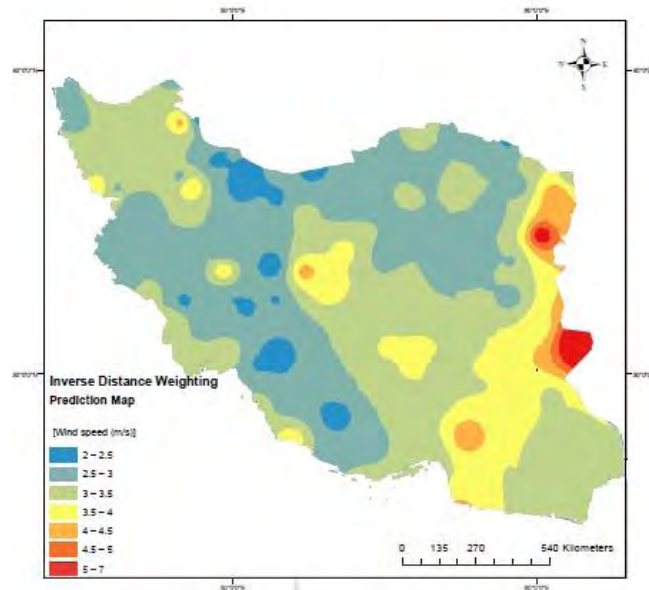 N
W
E
S
Inverse Distance Weighting
Prediction Map
[Wind speed (m/s)]
2 – 2.5
2.5 – 3
3 – 3.5
3.5 – 4
4 – 4.5
4.5 – 5
5 – 7
0 135 270 540 Kilometers